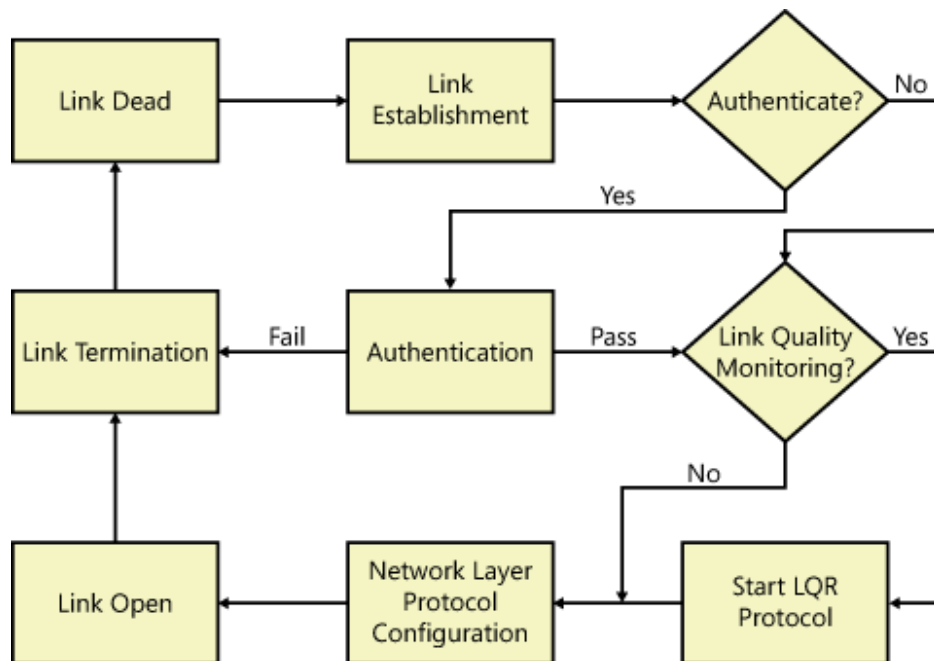 Link Dead
Link
Establishment
Authenticate?
No
Yes
Link Termination
Fail
Authentication
Pass
Link Quality
Monitoring?
Yes
No
Link Open
Network Layer
Protocol
Configuration
Start LQR
Protocol